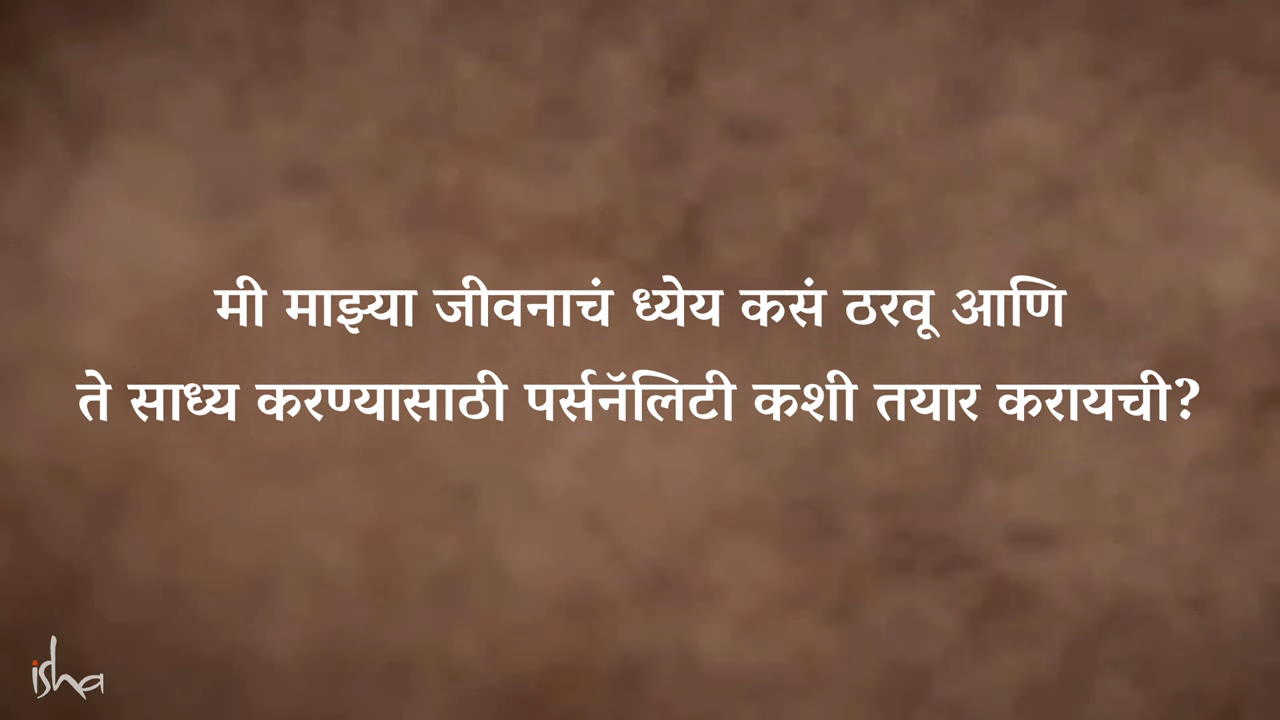 मी माझ्या जीवनाचं ध्येय कसं ठरवू आणि
ते साध्य करण्यासाठी पर्सनॅलिटी कशी तयार करायची?
isha